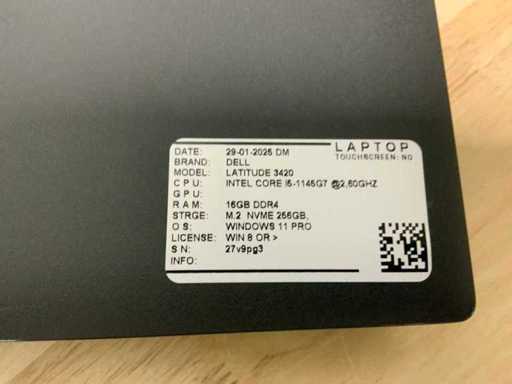 LAPTOP
TOUCHSCREEN: NO
DATE: 29-01-2025 DM
BRAND: DELL
MODEL: LATITUDE 3420
CPU: INTEL CORE I5-1145G7 @2,60GHZ
GPU:
RAM: 16GB DDR4
STRGE: M.2 NVME 256GB,
OS: WINDOWS 11 PRO
LICENSE: WIN 8 OR >
SN: 27v9pg3
INFO: